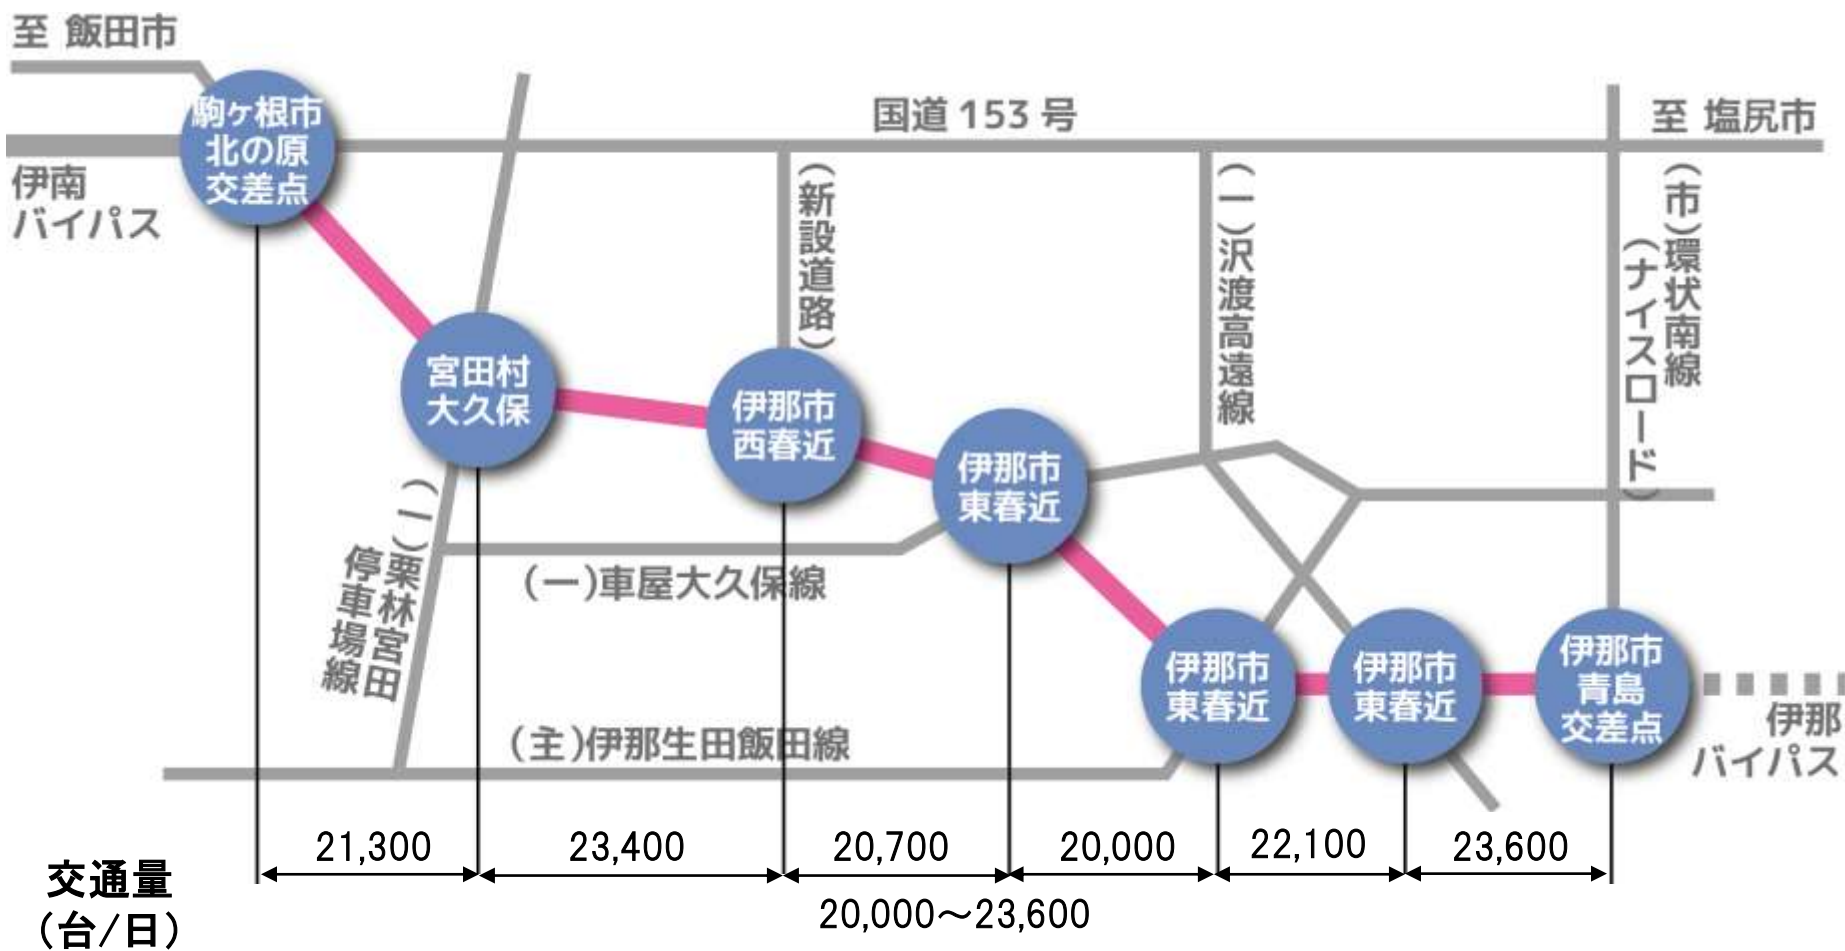 至 飯田市
駒ヶ根市
北の原
交差点
国道 153 号
至 塩尻市
伊南
バイパス
(新設道路)
(一)沢渡高遠線
(市)環状南線
(ナイスロード)
宮田村
大久保
伊那市
西春近
伊那市
東春近
(一)栗林宮田
停車場線
(一)車屋大久保線
伊那市
東春近
伊那市
東春近
伊那市
青島
交差点
伊那
バイパス
(主)伊那生田飯田線
21,300
23,400
20,700
20,000
22,100
23,600
交通量
(台/日)
20,000～23,600